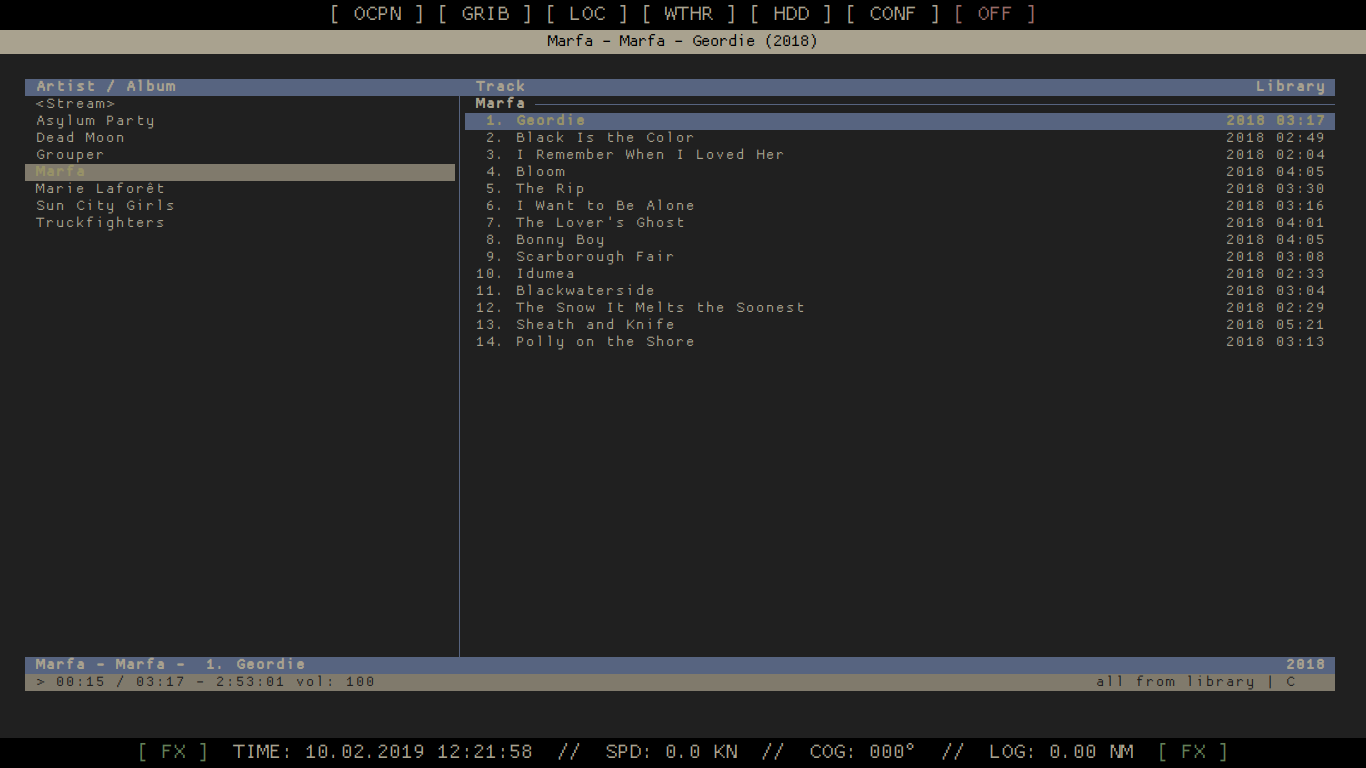 [ OCPN ] [ GRIB ] [ LOC ] [ WTHR ] [ HDD ] [ CONF ] [ OFF ]
Marfa - Marfa - Geordie (2018)
Artist / Album Track Library
<Stream> Marfa
Asylum Party 1. Geordie 2018 03:17
Dead Moon 2. Black Is the Color 2018 02:49
Grouper 3. I Remember When I Loved Her 2018 02:04
Marfa 4. Bloom 2018 04:05
Marie Laforêt 5. The Rip 2018 03:30
Sun City Girls 6. I Want to Be Alone 2018 03:16
Truckfighters 7. The Lover's Ghost 2018 04:01
8. Bonny Boy 2018 04:05
9. Scarborough Fair 2018 03:08
10. Idumea 2018 02:33
11. Blackwaterside 2018 03:04
12. The Snow It Melts the Soonest 2018 02:29
13. Sheath and Knife 2018 05:21
14. Polly on the Shore 2018 03:13
Marfa - Marfa - 1. Geordie 2018
> 00:15 / 03:17 - 2:53:01 vol: 100 all from library | C
[ FX ] TIME: 10.02.2019 12:21:58 // SPD: 0.0 KN // COG: 000° // LOG: 0.00 NM [ FX ]